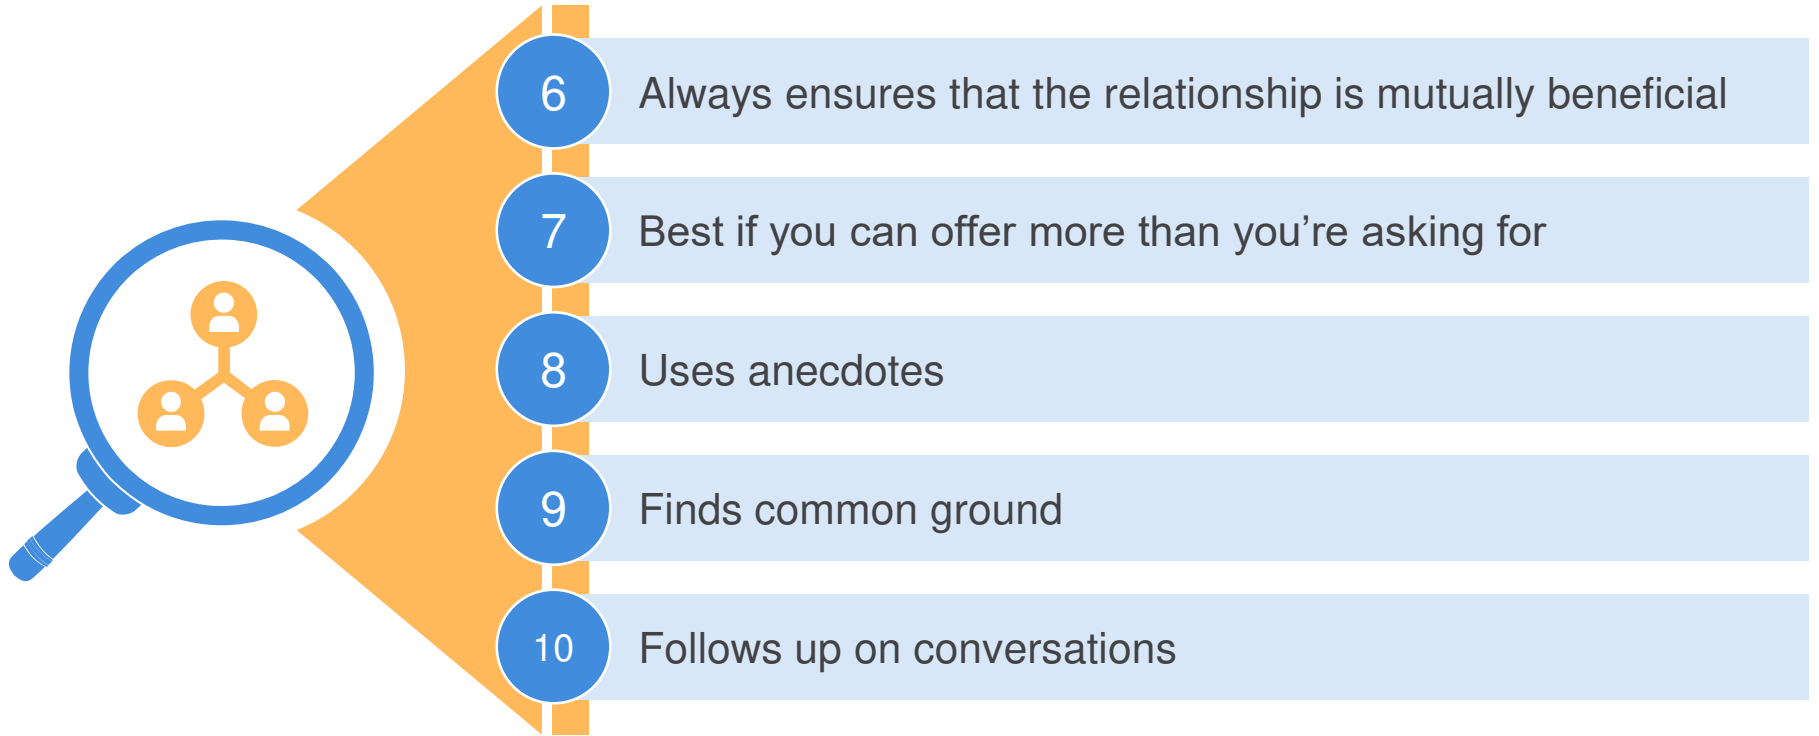 6 Always ensures that the relationship is mutually beneficial
7 Best if you can offer more than you’re asking for
8 Uses anecdotes
9 Finds common ground
10 Follows up on conversations